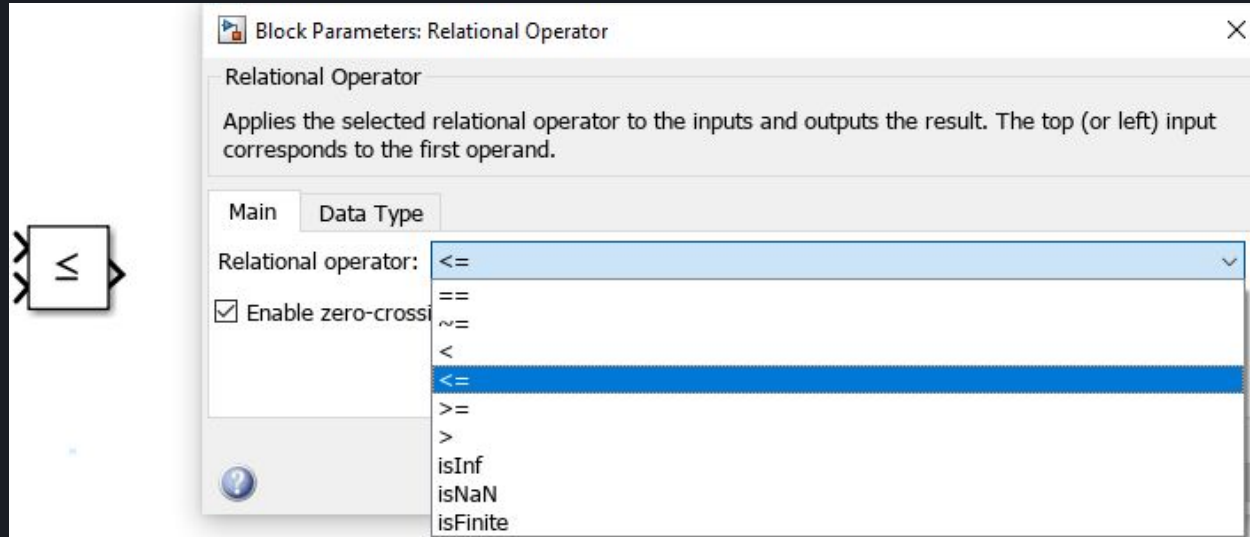 Block Parameters: Relational Operator
Relational Operator
Applies the selected relational operator to the inputs and outputs the result. The top (or left) input
corresponds to the first operand.
Main Data Type
≤
Relational operator: <=
==
Enable zero-crossi
~=
<
<=
>=
>
isInf
?
isNaN
isFinite